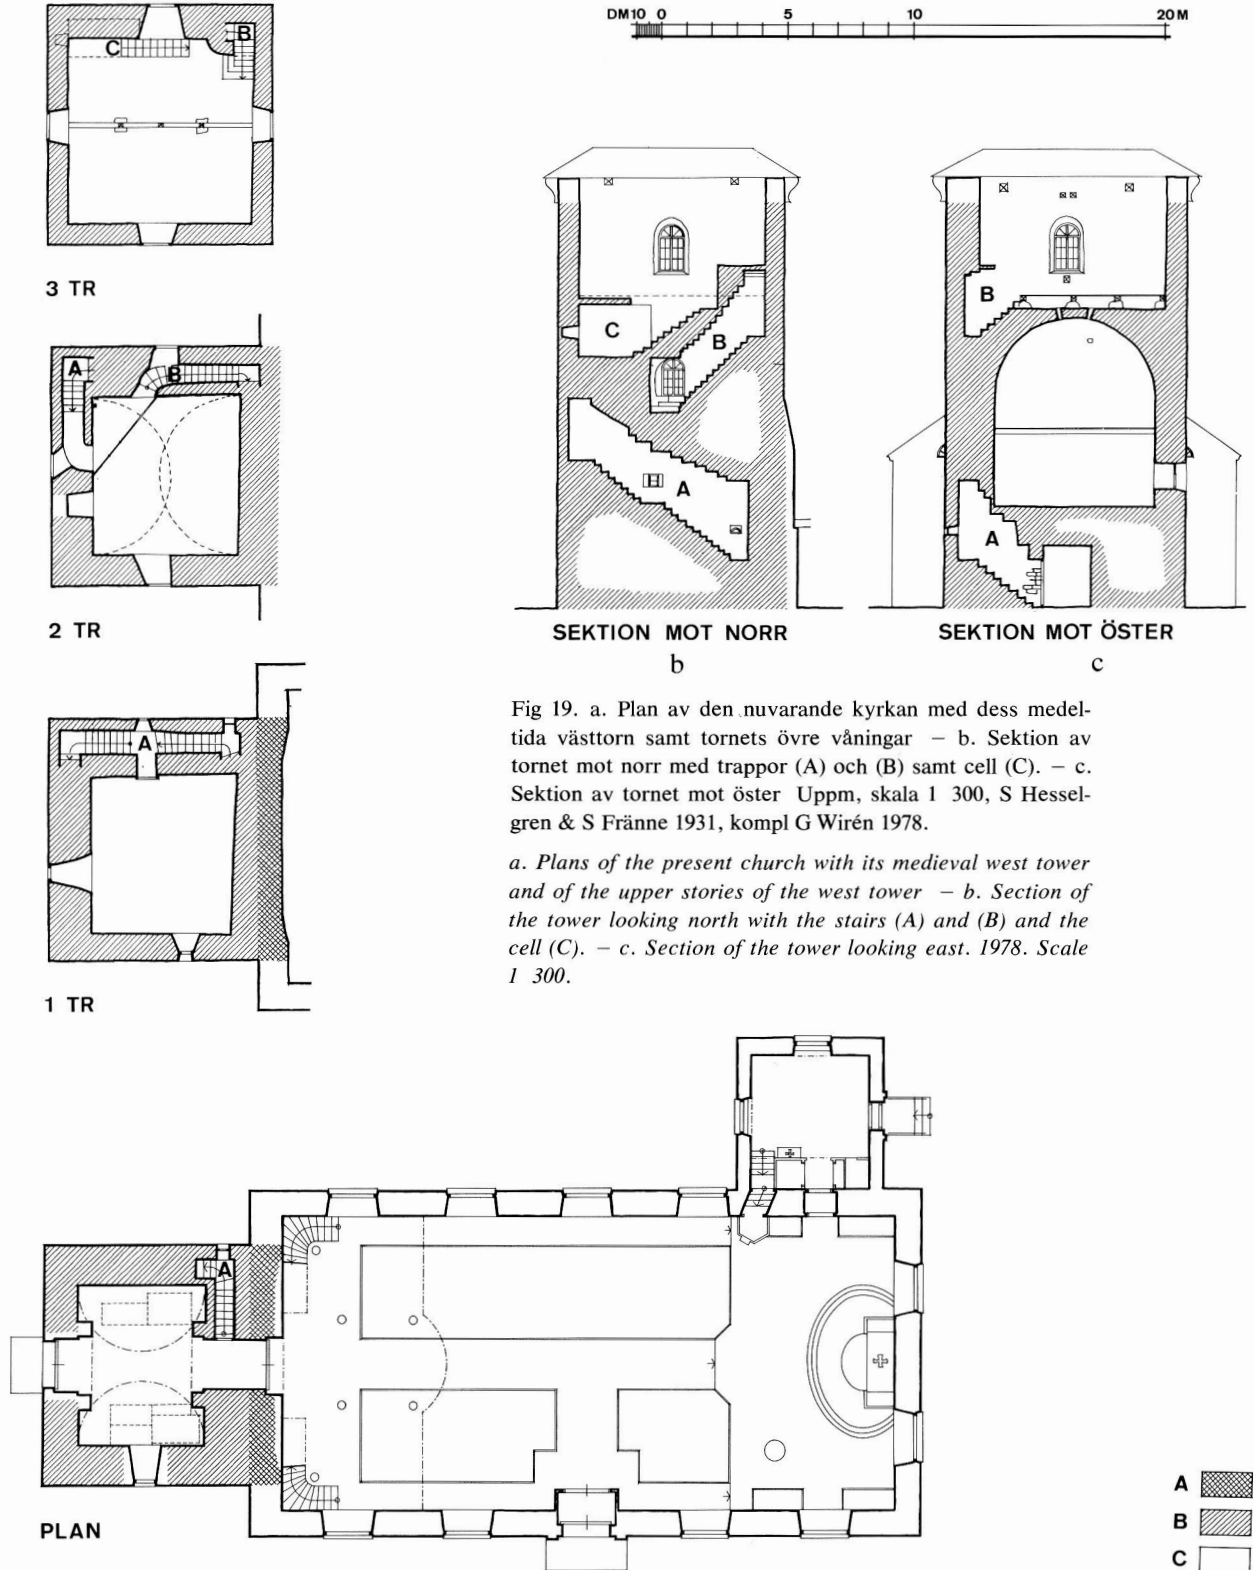 DM10 0 5 10 20 M
C B
3 TR
A B
2 TR
A
1 TR
C
B
A
SEKTION MOT NORR
b
B
A
SEKTION MOT ÖSTER
c
Fig 19. a. Plan av den nuvarande kyrkan med dess medel-
tida västtorn samt tornets övre våningar – b. Sektion av
tornet mot norr med trappor (A) och (B) samt cell (C). – c.
Sektion av tornet mot öster Uppm, skala 1 300, S Hessel-
gren & S Fränne 1931, kompl G Wirén 1978.
a. Plans of the present church with its medieval west tower
and of the upper stories of the west tower – b. Section of
the tower looking north with the stairs (A) and (B) and the
cell (C). – c. Section of the tower looking east. 1978. Scale
1 300.
A
PLAN
A
B
C